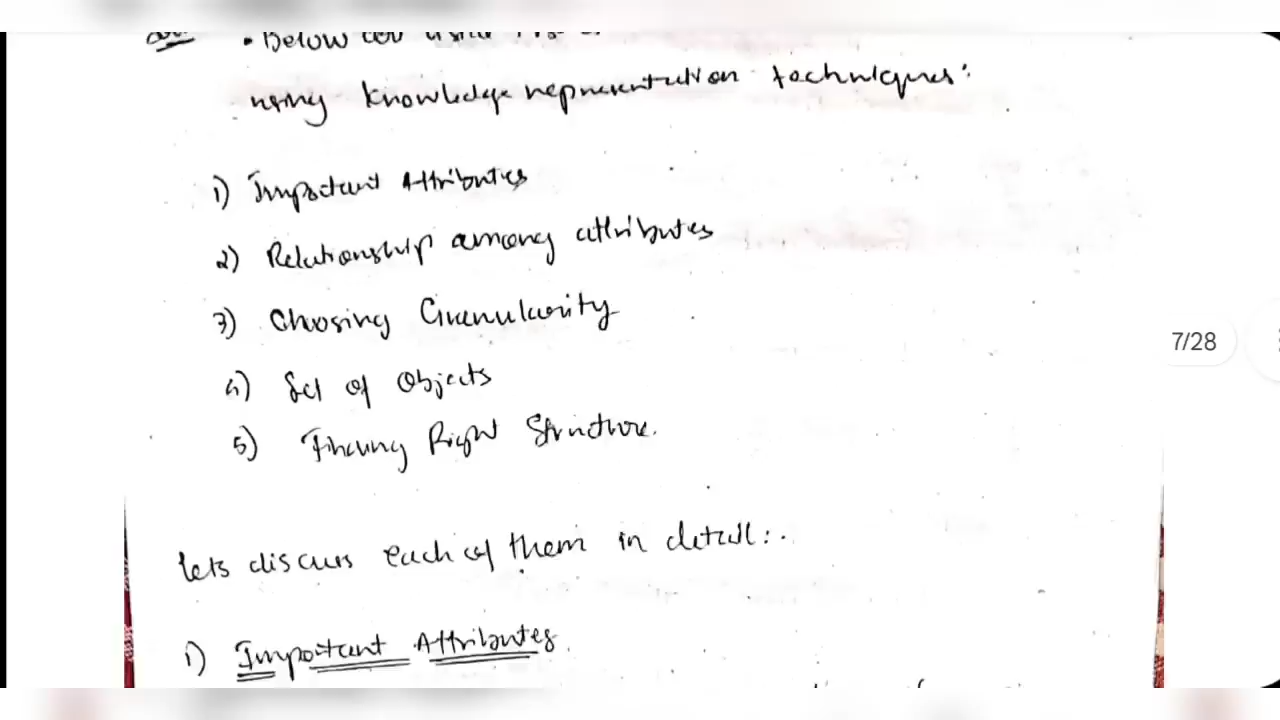 • Below
using knowledge representation techniques:
1) Important Attributes
2) Relationship among attributes
3) Choosing Granularity
4) Set of Objects
5) Finding Right Structure.
7/28
lets discuss each of them in detail:.
1) Important Attributes